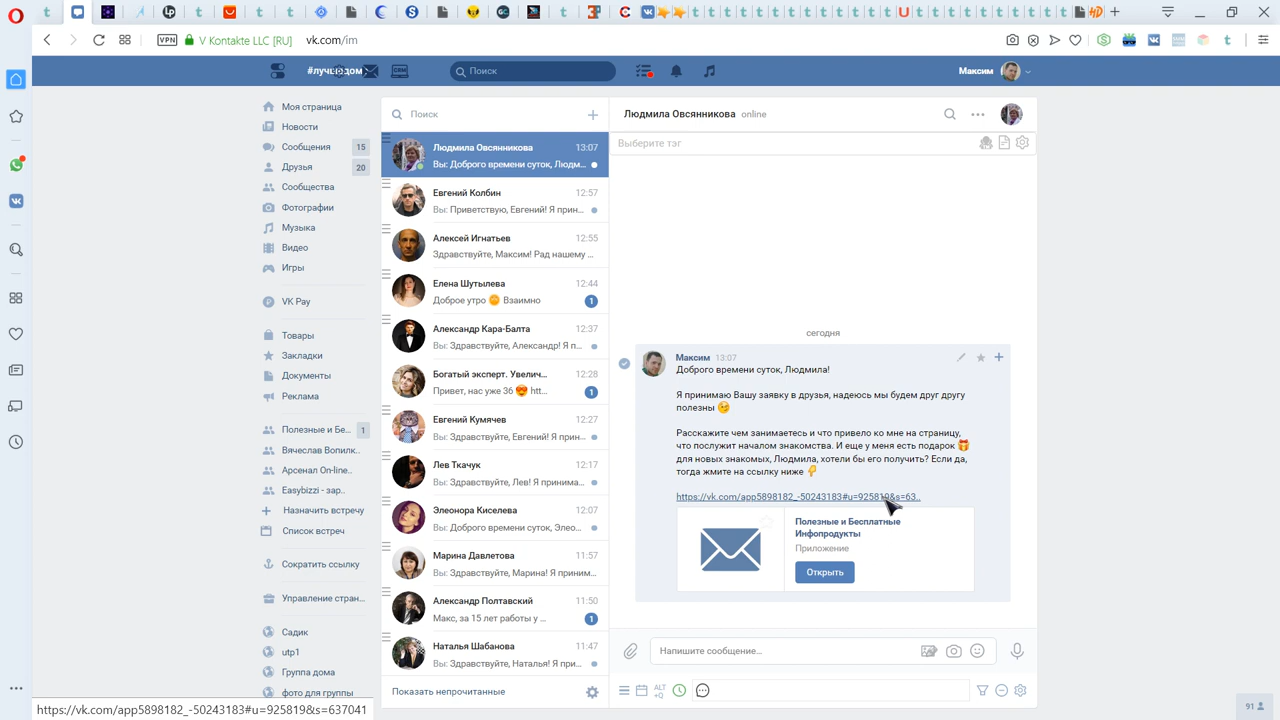 VPN
V Kontakte LLC [RU]
vk.com/im
#лучшедом
CRM
Поиск
Максим
Моя страница
Новости
Сообщения 15
Друзья 20
Сообщества
Фотографии
Музыка
Видео
Игры
VK Pay
Товары
Закладки
Документы
Реклама
Полезные и Бе... 1
Вячеслав Вопилк..
Арсенал On-line..
Easybizzi - зар..
Назначить встречу
Список встреч
Сократить ссылку
Управление стран...
Садик
utp1
Группа дома
фото для группы
https://vk.com/app5898182_-50243183#u=925819&s=637041
Поиск
Людмила Овсянникова 13:07
Вы: Доброго времени суток, Людм...
Евгений Колбин 12:57
Вы: Приветствую, Евгений! Я прин...
Алексей Игнатьев 12:55
Здравствуйте, Максим! Рад нашему ...
Елена Шутылева 12:44
Доброе утро 🌞 Взаимно 1
Александр Кара-Балта 12:37
Вы: Здравствуйте, Александр! Я п...
Богатый эксперт. Увелич... 12:28
Привет, нас уже 36 😍 htt... 1
Евгений Кумячев 12:27
Вы: Здравствуйте, Евгений! Я прин...
Лев Ткачук 12:17
Вы: Здравствуйте, Лев! Я принима...
Элеонора Киселева 12:07
Вы: Доброго времени суток, Элео...
Марина Давлетова 11:57
Вы: Здравствуйте, Марина! Я приним...
Александр Полтавский 11:50
Макс, за 15 лет работы у ... 1
Наталья Шабанова 11:47
Вы: Здравствуйте, Наталья! Я при...
Показать непрочитанные
Людмила Овсянникова online
Выберите тэг
сегодня
Максим 13:07
Доброго времени суток, Людмила!
Я принимаю Вашу заявку в друзья, надеюсь мы будем друг другу
полезны 😉
Расскажите чем занимаетесь и что привело ко мне на страницу,
что послужит началом знакомства. И еще у меня есть подарок 🎁
для новых знакомых, Людмила хотели бы его получить? Если да,
тогда жмите на ссылку ниже 👇
https://vk.com/app5898182_-50243183#u=925819&s=63..
Полезные и Бесплатные
Инфопродукты
Приложение
Открыть
Напишите сообщение...
ALT
+Q
91